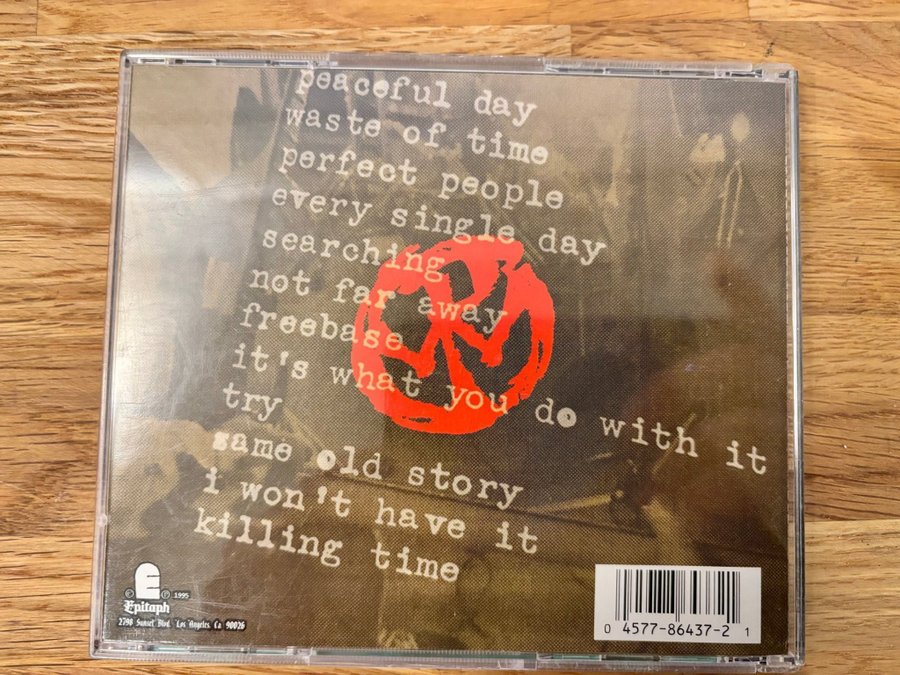 peaceful day
waste of time
perfect people
every single day
searching
not far away
freebase
it's what you do with it
try
same old story
i won't have it
killing time
© ℗ 1995
Epitaph
2798 Sunset Blvd. Los Angeles, Ca 90026
0 4577-86437-2 1